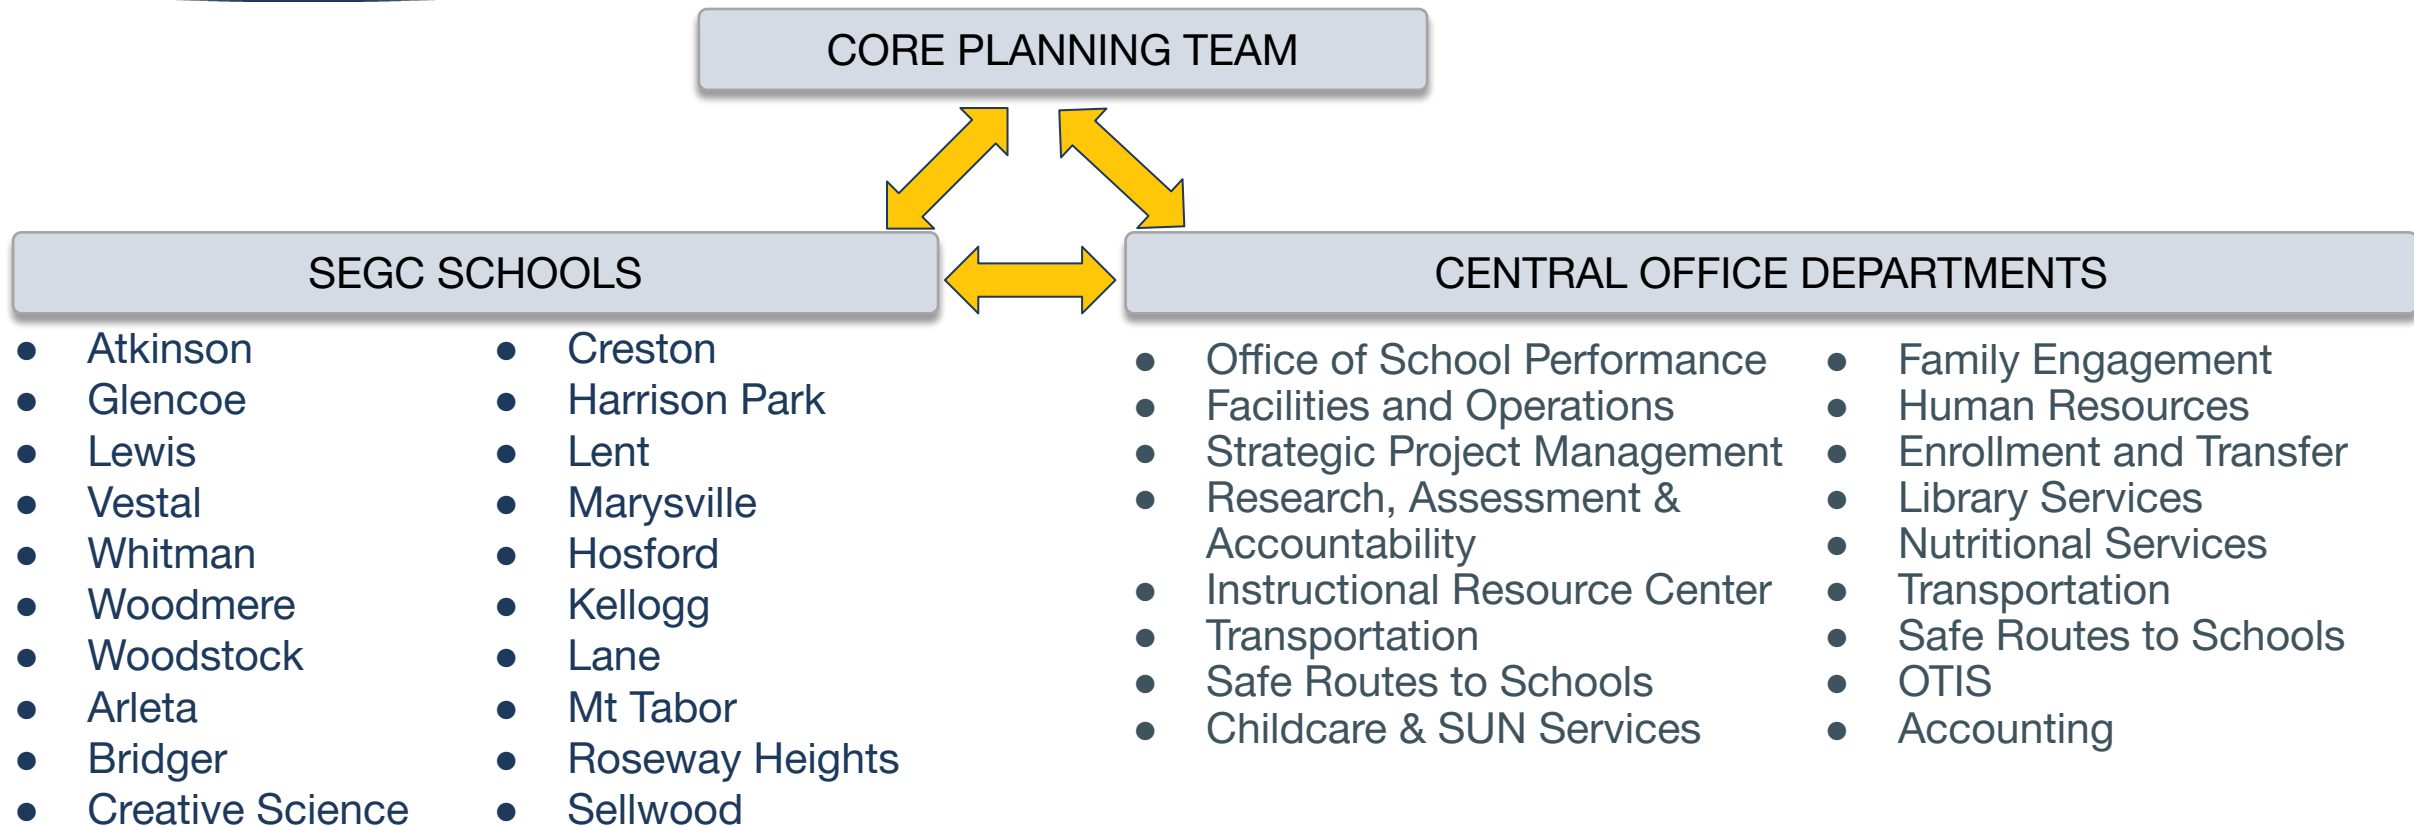 CORE PLANNING TEAM
SEGC SCHOOLS
● Atkinson
● Glencoe
● Lewis
● Vestal
● Whitman
● Woodmere
● Woodstock
● Arleta
● Bridger
● Creative Science
● Creston
● Harrison Park
● Lent
● Marysville
● Hosford
● Kellogg
● Lane
● Mt Tabor
● Roseway Heights
● Sellwood
CENTRAL OFFICE DEPARTMENTS
● Office of School Performance
● Facilities and Operations
● Strategic Project Management
● Research, Assessment &
Accountability
● Instructional Resource Center
● Transportation
● Safe Routes to Schools
● Childcare & SUN Services
● Family Engagement
● Human Resources
● Enrollment and Transfer
● Library Services
● Nutritional Services
● Transportation
● Safe Routes to Schools
● OTIS
● Accounting